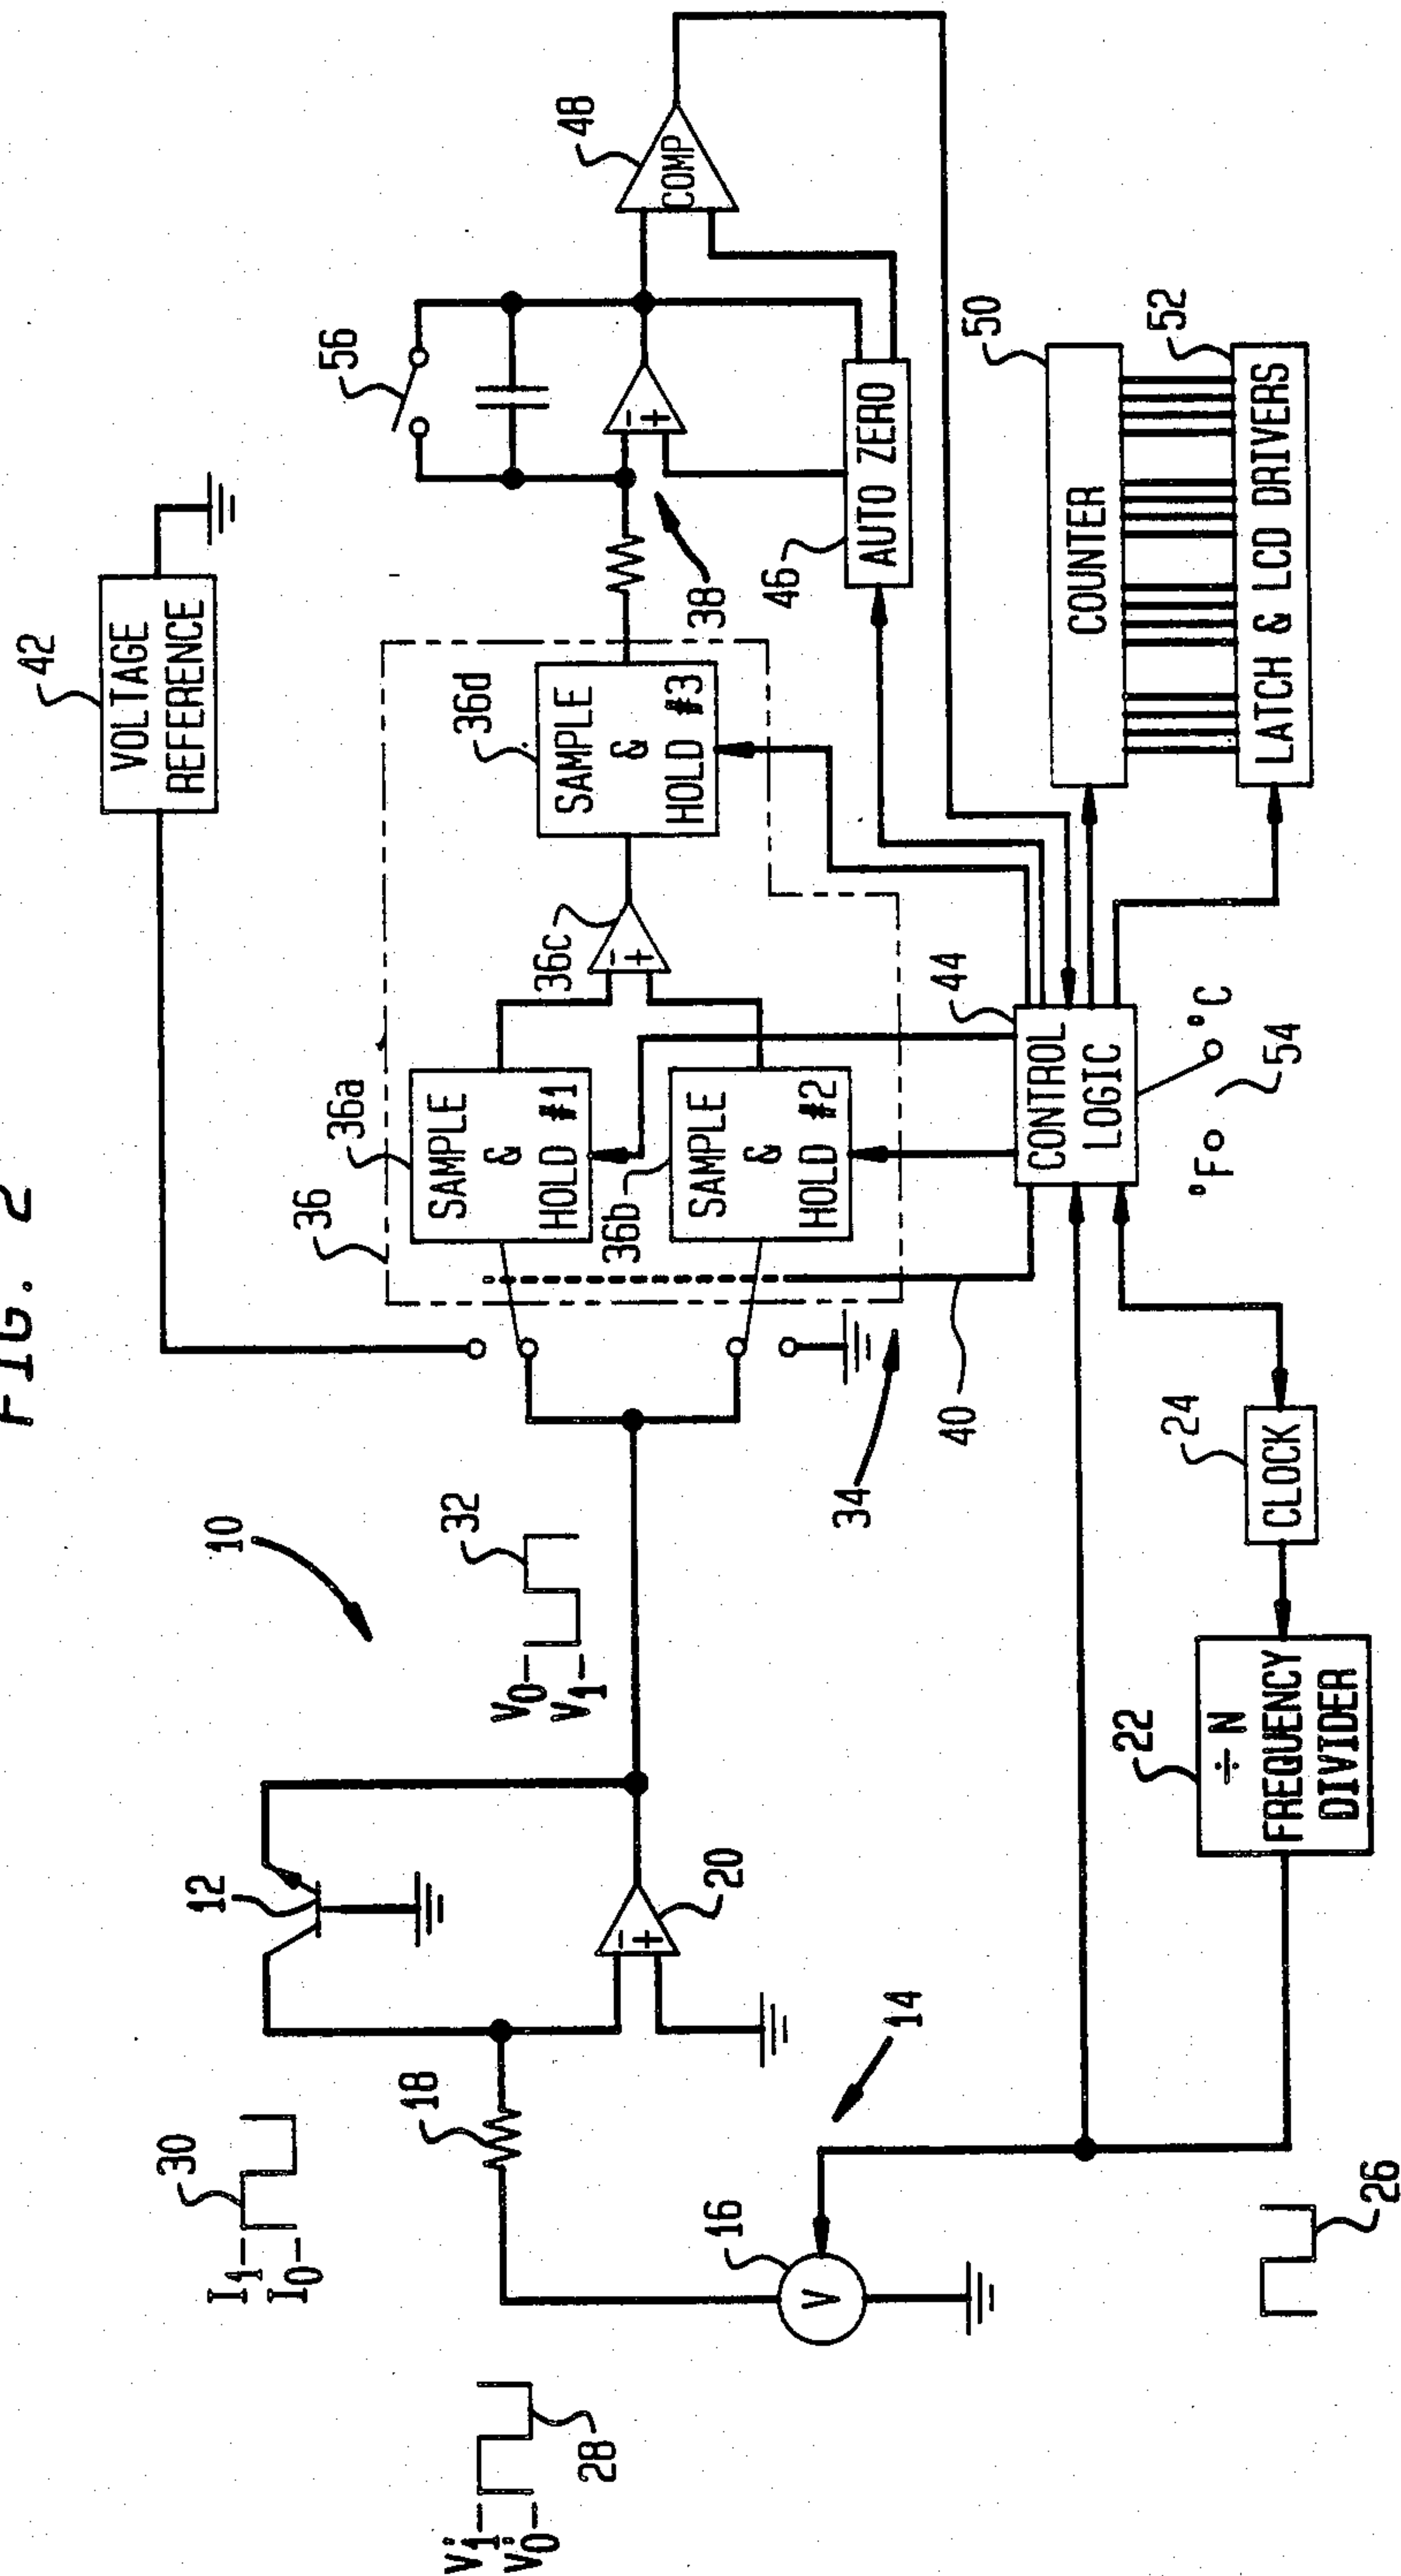 FIG. 2
42
VOLTAGE
REFERENCE
10
12
30
I1
I0
18
20
32
V0
V1
36
36a
SAMPLE
&
HOLD #1
36b
SAMPLE
&
HOLD #2
36c
-
+
36d
SAMPLE
&
HOLD #3
56
38
-
+
48
COMP
46
AUTO ZERO
-
+
V1
V0
28
16
V
14
34
40
44
CONTROL
LOGIC
°F
°C
54
50
COUNTER
52
LATCH & LCD DRIVERS
24
CLOCK
22
÷ N
FREQUENCY
DIVIDER
26